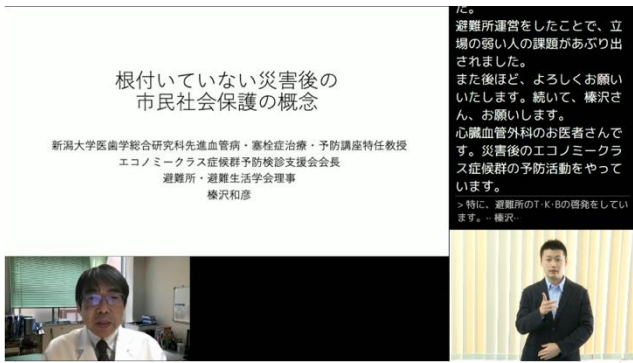 根付いていない災害後の
市民社会保護の概念
新潟大学医歯学総合研究科先進血管病・塞栓症治療・予防講座特任教授
エコノミークラス症候群予防検診支援会会長
避難所・避難生活学会理事
榛沢和彦
た。
避難所運営をしたことで、立
場の弱い人の課題があぶり出
されました。
また後ほど、よろしくお願い
いたします。続いて、榛沢さ
ん、お願いします。
心臓血管外科のお医者さんで
す。災害後のエコノミークラ
ス症候群の予防活動をやって
います。
> 特に、避難所のT･K･Bの啓発をしてい
ます。-- 榛沢--